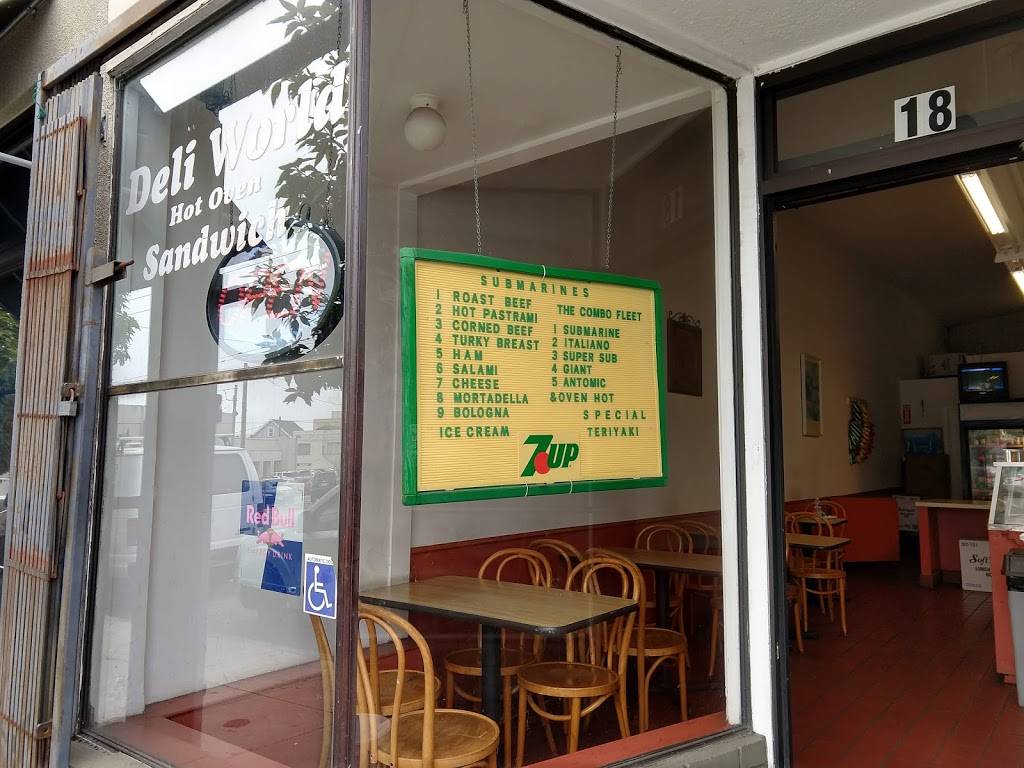 Deli World
Hot Oven
Sandwich
18
SUBMARINES
1 ROAST BEEF
2 HOT PASTRAMI
3 CORNED BEEF
4 TURKY BREAST
5 HAM
6 SALAMI
7 CHEESE
8 MORTADELLA
9 BOLOGNA
ICE CREAM
THE COMBO FLEET
1 SUBMARINE
2 ITALIANO
3 SUPER SUB
4 GIANT
5 ANTOMIC
&OVEN HOT
SPECIAL
TERIYAKI
7UP
Red Bull
DRINK